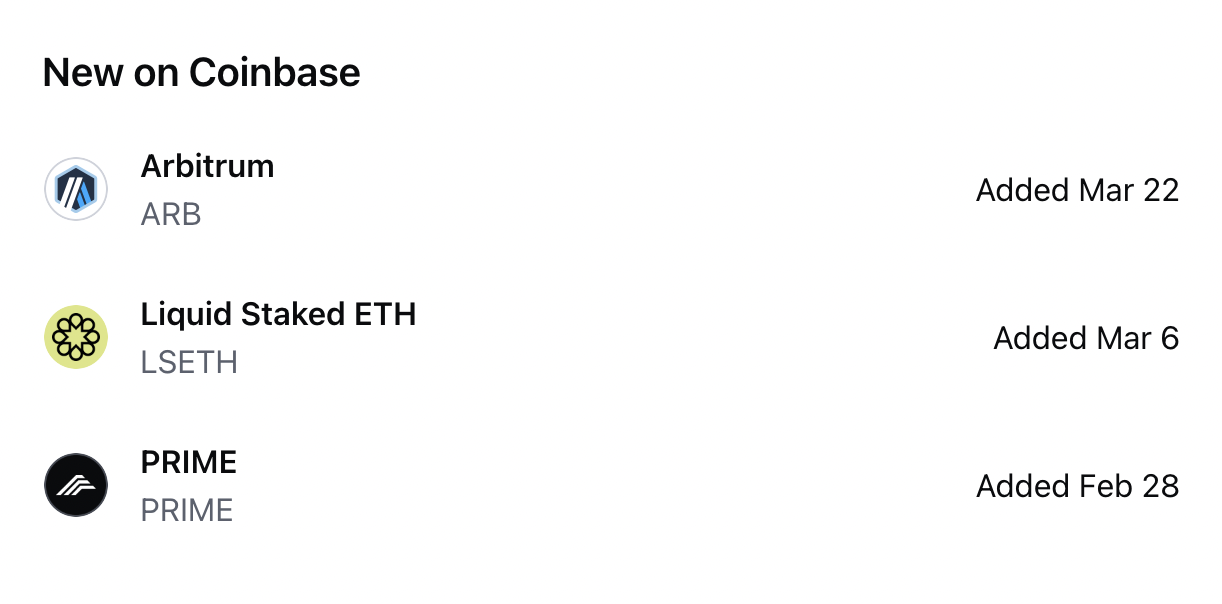 New on Coinbase
Arbitrum
ARB
Added Mar 22
Liquid Staked ETH
LSETH
Added Mar 6
PRIME
PRIME
Added Feb 28